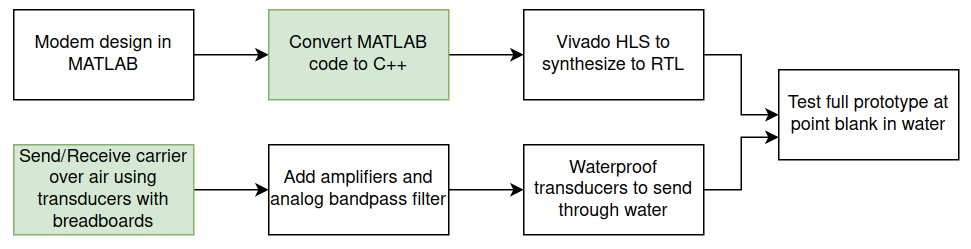 Modem design in
MATLAB
Convert MATLAB
code to C++
Vivado HLS to
synthesize to RTL
Test full prototype at
point blank in water
Send/Receive carrier
over air using
transducers with
breadboards
Add amplifiers and
analog bandpass filter
Waterproof
transducers to send
through water